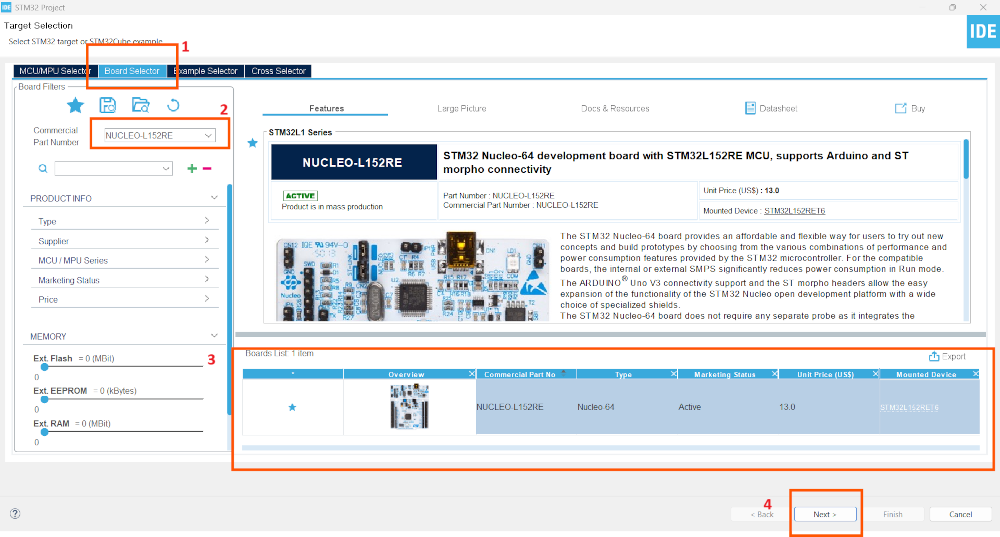 IDE STM32 Project
Target Selection
Select STM32 target or STM32Cube example
IDE
1
MCU/MPU Selector
Board Selector
Example Selector
Cross Selector
Board Filters
2
Commercial
Part Number
NUCLEO-L152RE
PRODUCT INFO
Type
Supplier
MCU / MPU Series
Marketing Status
Price
MEMORY
3
Ext. Flash = 0 (MBit)
0
Ext. EEPROM = 0 (kBytes)
0
Ext. RAM = 0 (MBit)
0
Features
Large Picture
Docs & Resources
Datasheet
Buy
STM32L1 Series
NUCLEO-L152RE
STM32 Nucleo-64 development board with STM32L152RE MCU, supports Arduino and ST
morpho connectivity
ACTIVE
Product is in mass production
Part Number : NUCLEO-L152RE
Commercial Part Number : NUCLEO-L152RE
Unit Price (US$) : 13.0
Mounted Device : STM32L152RET6
The STM32 Nucleo-64 board provides an affordable and flexible way for users to try out new
concepts and build prototypes by choosing from the various combinations of performance and
power consumption features provided by the STM32 microcontroller. For the compatible
boards, the internal or external SMPS significantly reduces power consumption in Run mode.
The ARDUINO® Uno V3 connectivity support and the ST morpho headers allow the easy
expansion of the functionality of the STM32 Nucleo open development platform with a wide
choice of specialized shields.
The STM32 Nucleo-64 board does not require any separate probe as it integrates the
Boards List: 1 item
Export
* Overview Commercial Part No Type Marketing Status Unit Price (US$) Mounted Device
NUCLEO-L152RE Nucleo-64 Active 13.0 STM32L152RET6
4
< Back
Next >
Finish
Cancel